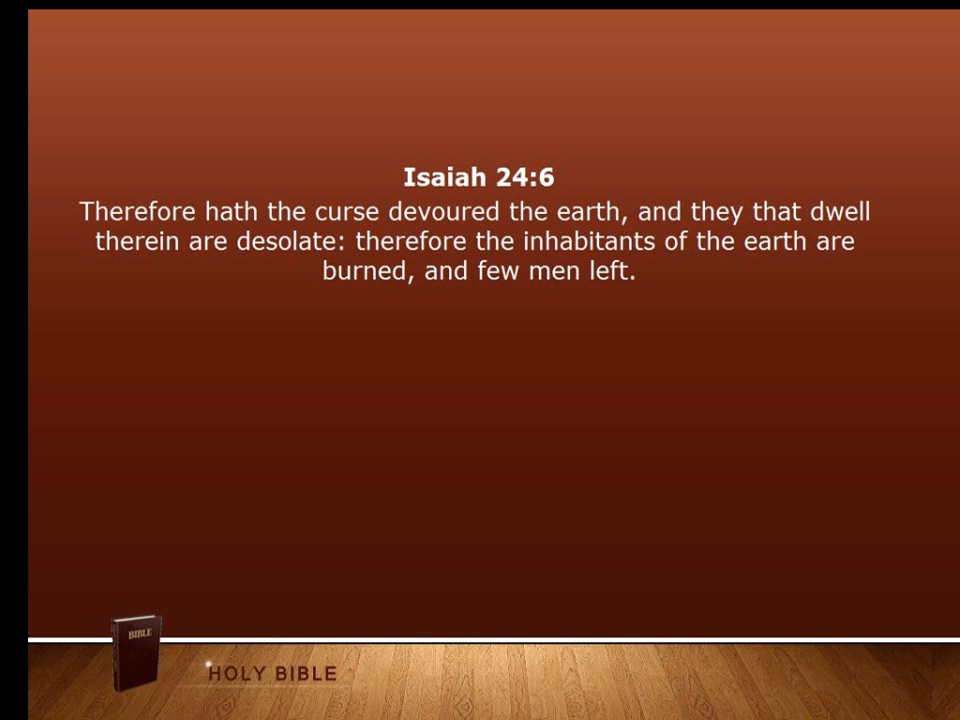 Isaiah 24:6
Therefore hath the curse devoured the earth, and they that dwell
therein are desolate: therefore the inhabitants of the earth are
burned, and few men left.
BIBLE
HOLY BIBLE